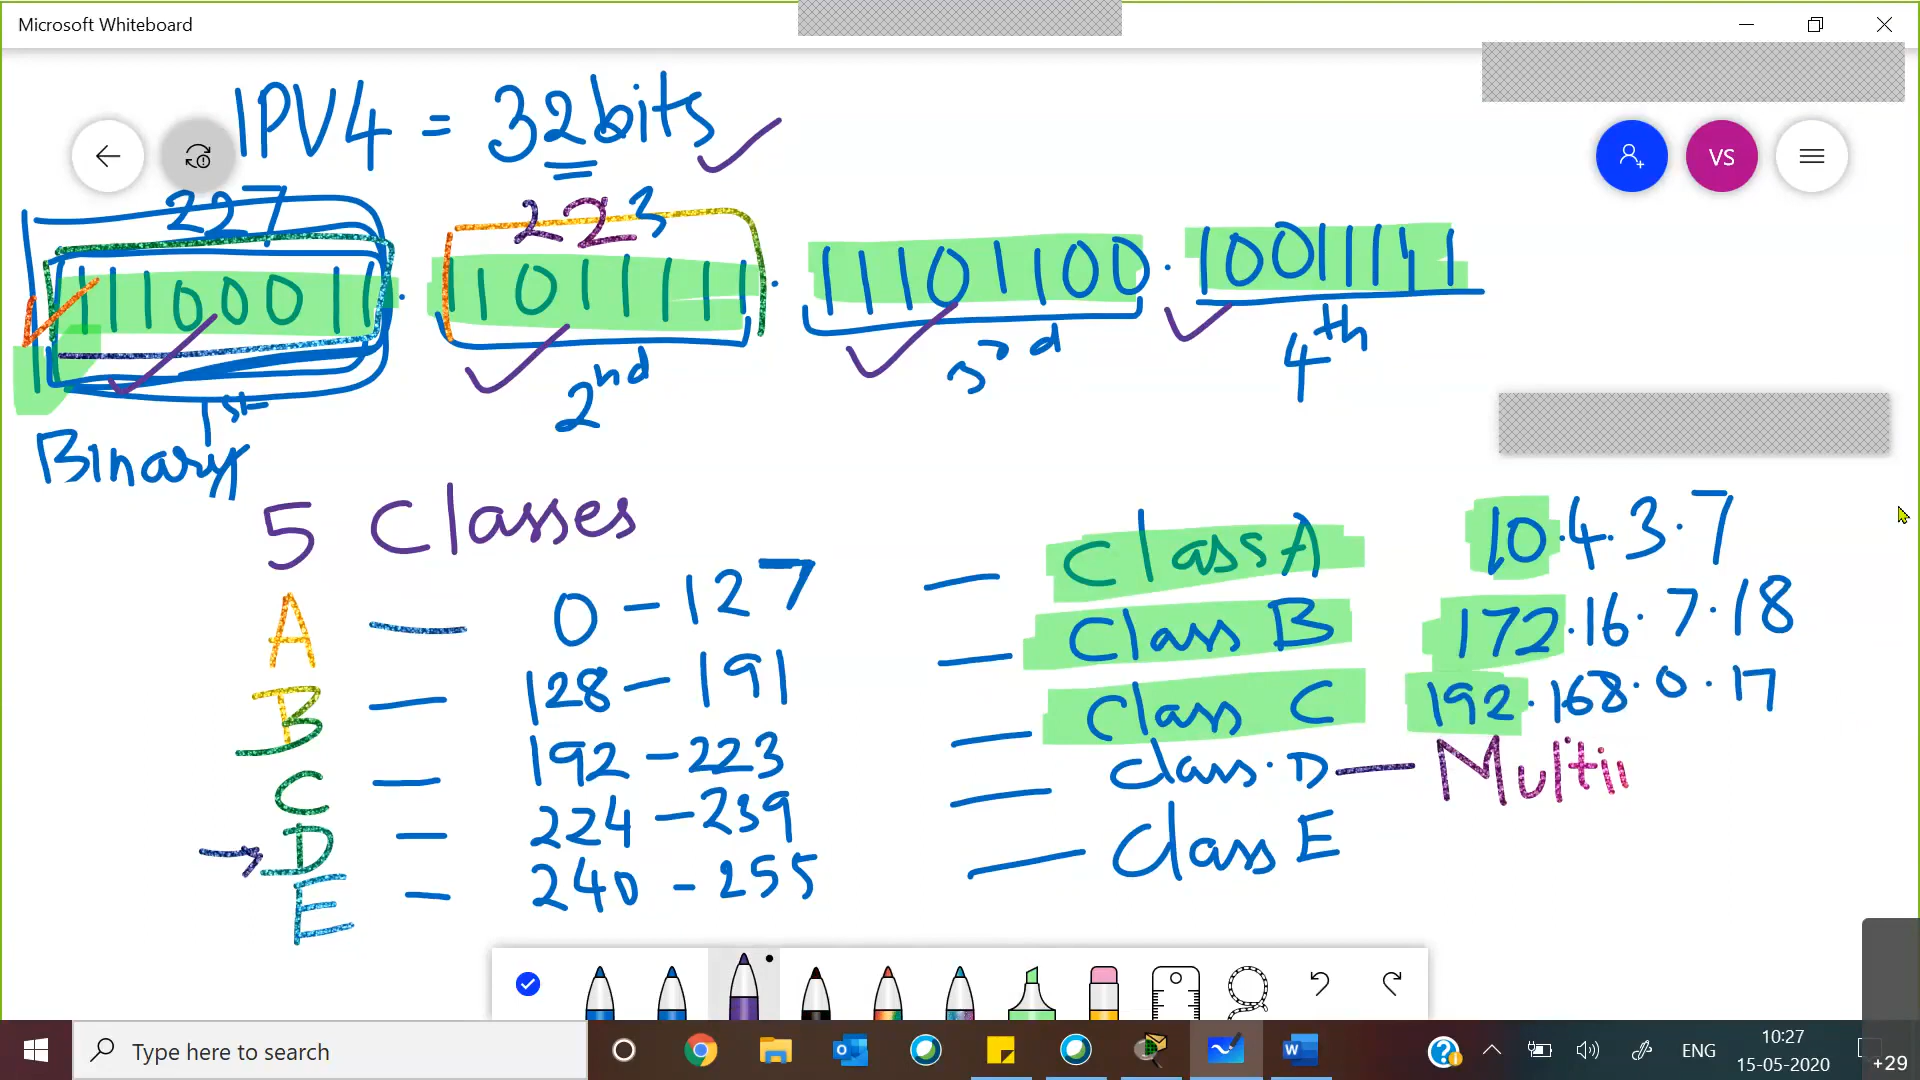 Microsoft Whiteboard
IPV4 = 32bits
VS
227 223
11100011 . 11011111 . 11101100 . 10011111
1st 2nd 3rd 4th
Binary
5 Classes
A — 0 - 127 — Class A 10.4.3.7
B — 128 - 191 — Class B 172.16.7.18
C — 192 - 223 — Class C 192.168.0.17
D — 224 - 239 — Class.D — Multi
E — 240 - 255 — Class E
Type here to search
ENG
10:27
15-05-2020
+29